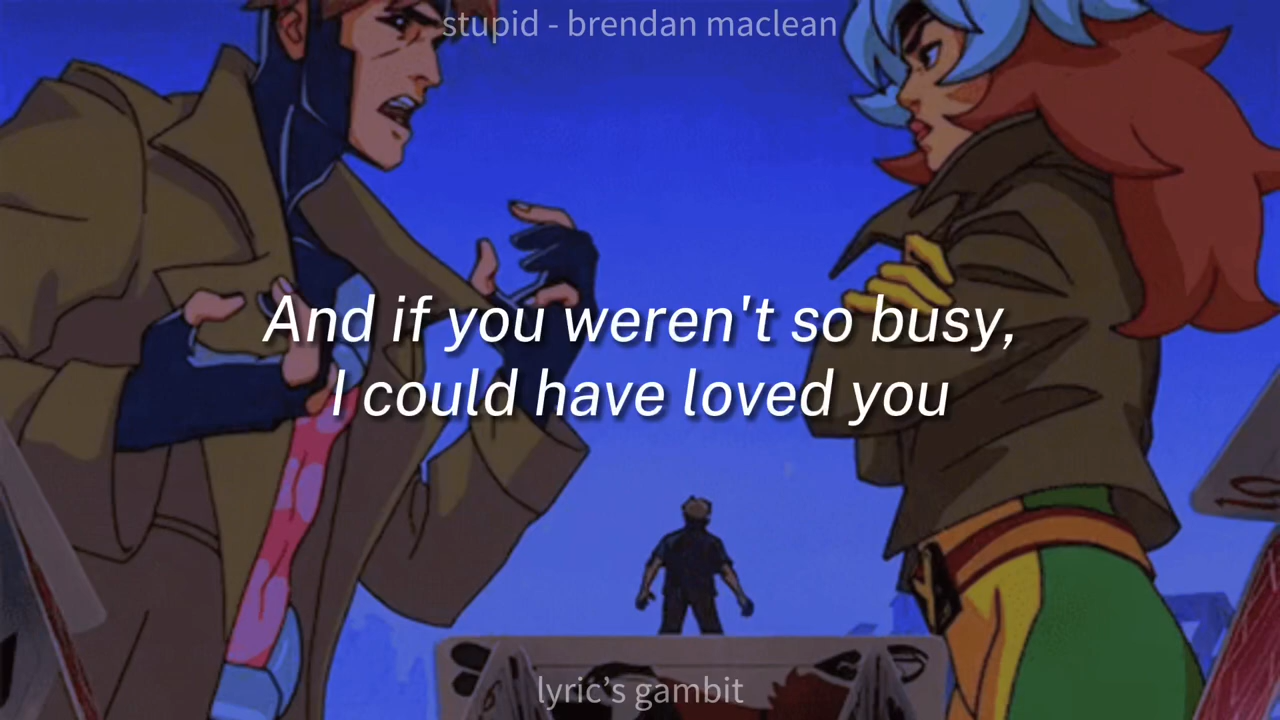 stupid - brendan maclean
And if you weren't so busy,
I could have loved you
lyric’s gambit